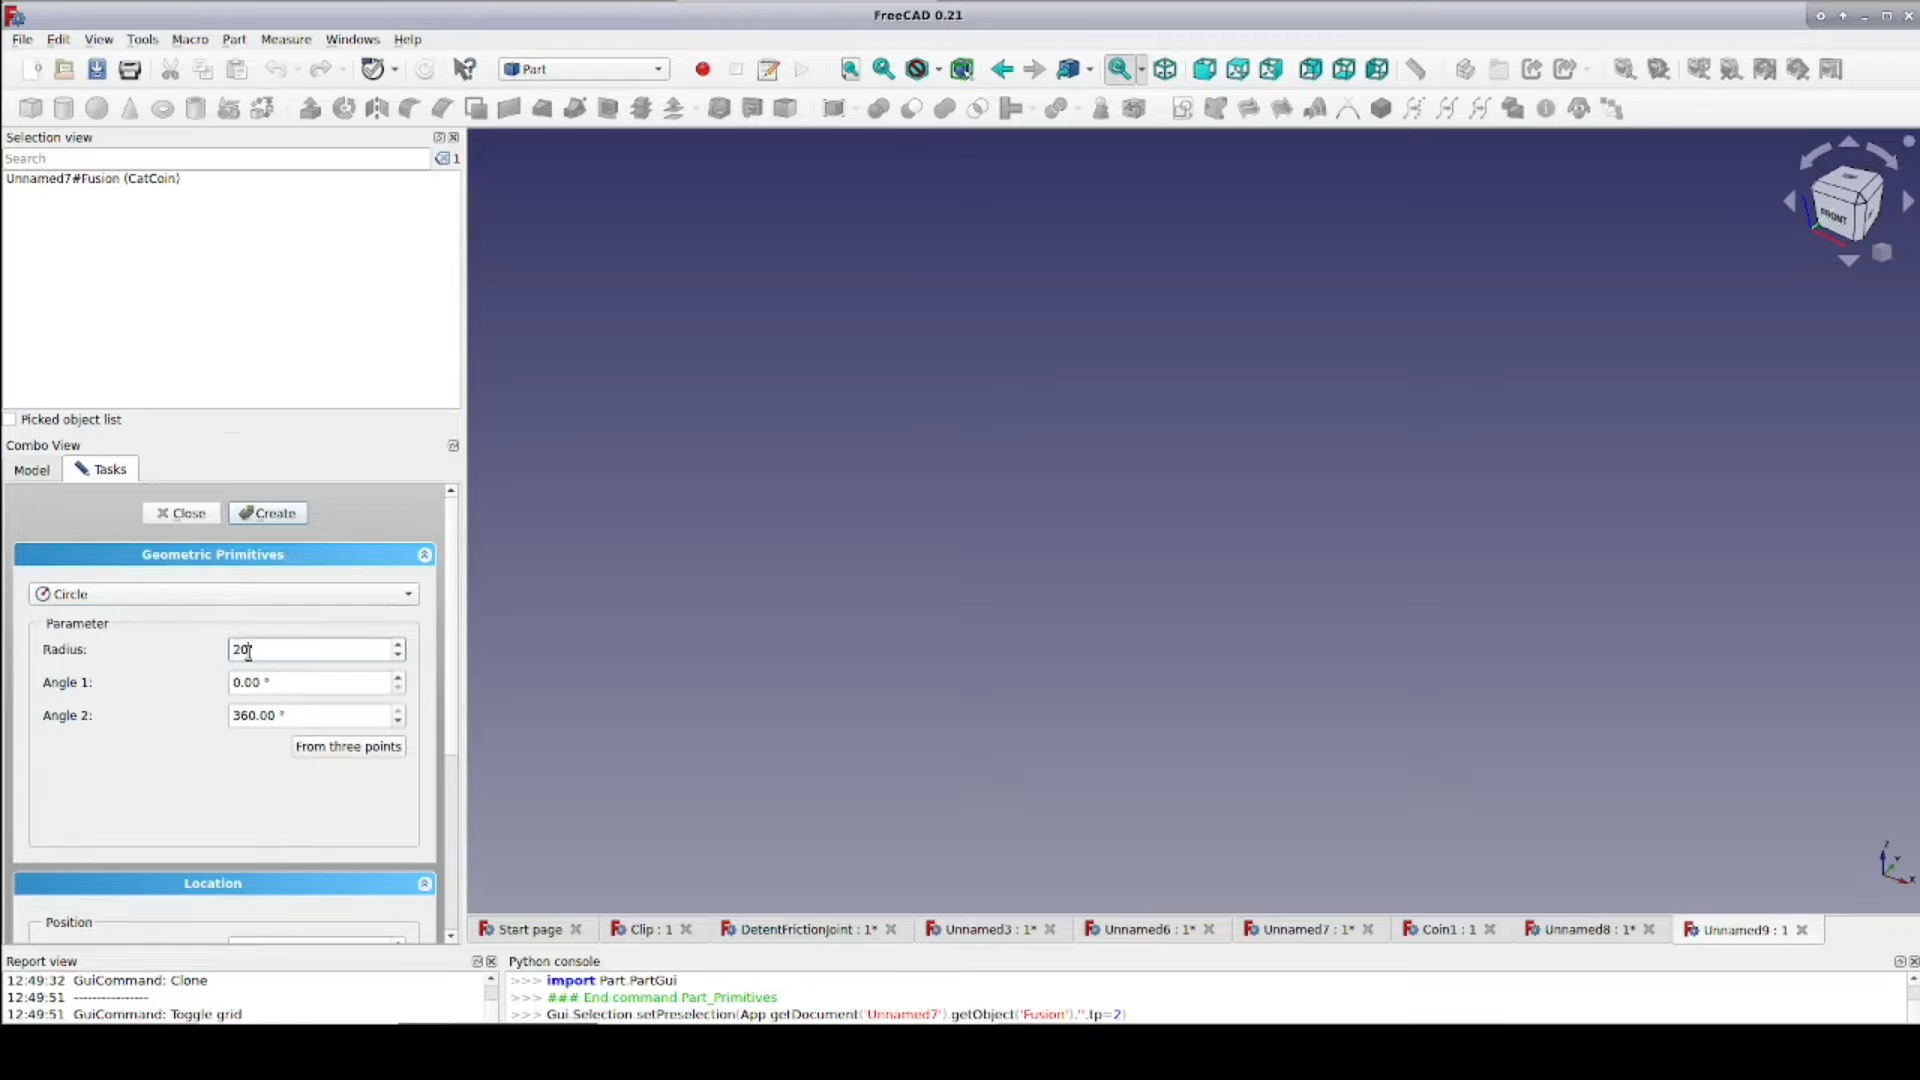 FreeCAD 0.21
File Edit View Tools Macro Part Measure Windows Help
Part
Selection view
Search
1
Unnamed7#Fusion (CatCoin)
Picked object list
Combo View
Model Tasks
Close Create
Geometric Primitives
Circle
Parameter
Radius: 20
Angle 1: 0.00 °
Angle 2: 360.00 °
From three points
Location
Position
FRONT
Z
Y
X
Start page Clip : 1 DetentFrictionJoint : 1* Unnamed3 : 1* Unnamed6 : 1* Unnamed7 : 1* Coin1 : 1 Unnamed8 : 1* Unnamed9 : 1
Report view
12:49:32 GuiCommand: Clone
12:49:51 ----------------
12:49:51 GuiCommand: Toggle grid
Python console
>>> import Part,PartGui
>>> ### End command Part_Primitives
>>> Gui.Selection.setPreselection(App.getDocument('Unnamed7').getObject('Fusion'),'',tp=2)